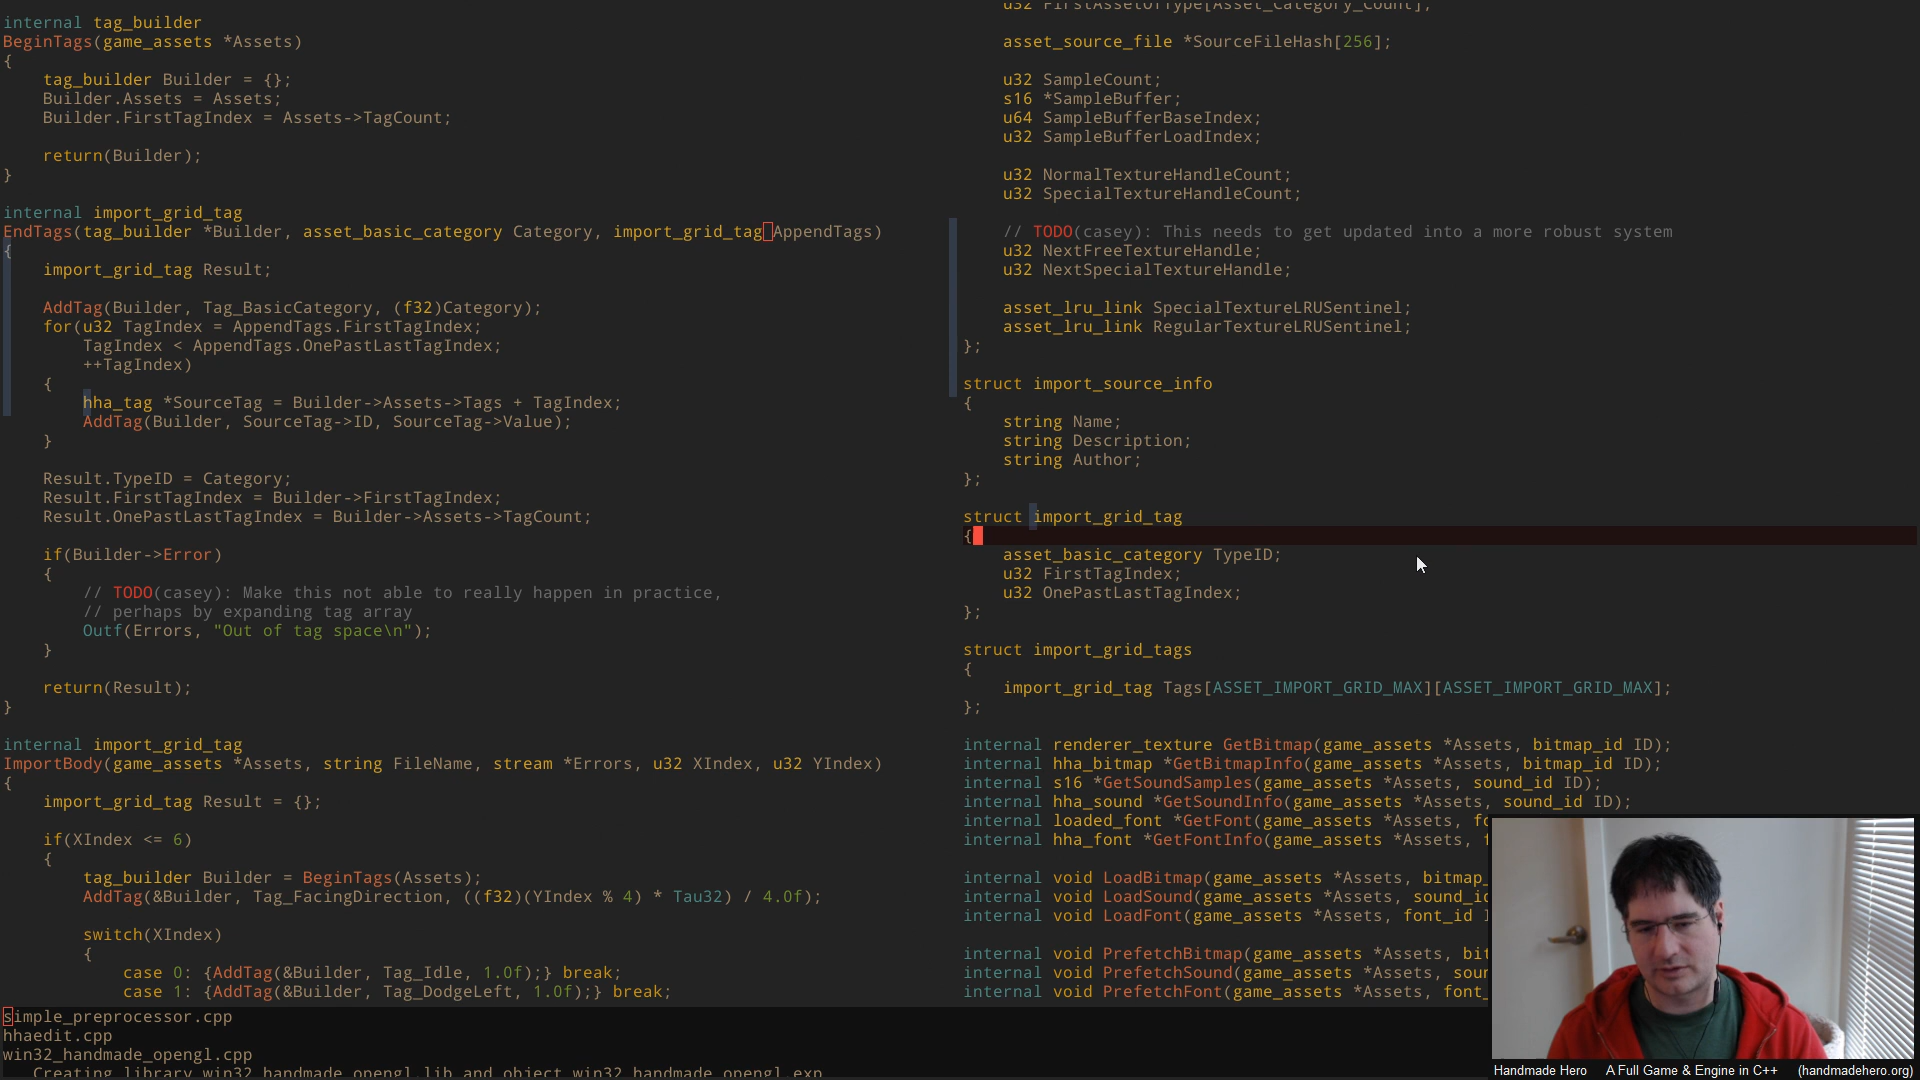 internal tag_builder
BeginTags(game_assets *Assets)
{
    tag_builder Builder = {};
    Builder.Assets = Assets;
    Builder.FirstTagIndex = Assets->TagCount;
    return(Builder);
}
internal import_grid_tag
EndTags(tag_builder *Builder, asset_basic_category Category, import_grid_tag AppendTags)
{
    import_grid_tag Result;
    AddTag(Builder, Tag_BasicCategory, (f32)Category);
    for(u32 TagIndex = AppendTags.FirstTagIndex;
        TagIndex < AppendTags.OnePastLastTagIndex;
        ++TagIndex)
    {
        hha_tag *SourceTag = Builder->Assets->Tags + TagIndex;
        AddTag(Builder, SourceTag->ID, SourceTag->Value);
    }
    Result.TypeID = Category;
    Result.FirstTagIndex = Builder->FirstTagIndex;
    Result.OnePastLastTagIndex = Builder->Assets->TagCount;
    if(Builder->Error)
    {
        // TODO(casey): Make this not able to really happen in practice,
        // perhaps by expanding tag array
        Outf(Errors, "Out of tag space\n");
    }
    return(Result);
}
internal import_grid_tag
ImportBody(game_assets *Assets, string FileName, stream *Errors, u32 XIndex, u32 YIndex)
{
    import_grid_tag Result = {};
    if(XIndex <= 6)
    {
        tag_builder Builder = BeginTags(Assets);
        AddTag(&Builder, Tag_FacingDirection, ((f32)(YIndex % 4) * Tau32) / 4.0f);
        switch(XIndex)
        {
            case 0: {AddTag(&Builder, Tag_Idle, 1.0f);} break;
            case 1: {AddTag(&Builder, Tag_DodgeLeft, 1.0f);} break;
    u32 FirstAssetOfType[Asset_Category_Count];
    asset_source_file *SourceFileHash[256];
    u32 SampleCount;
    s16 *SampleBuffer;
    u64 SampleBufferBaseIndex;
    u32 SampleBufferLoadIndex;
    u32 NormalTextureHandleCount;
    u32 SpecialTextureHandleCount;
    // TODO(casey): This needs to get updated into a more robust system
    u32 NextFreeTextureHandle;
    u32 NextSpecialTextureHandle;
    asset_lru_link SpecialTextureLRUSentinel;
    asset_lru_link RegularTextureLRUSentinel;
};
struct import_source_info
{
    string Name;
    string Description;
    string Author;
};
struct import_grid_tag
{
    asset_basic_category TypeID;
    u32 FirstTagIndex;
    u32 OnePastLastTagIndex;
};
struct import_grid_tags
{
    import_grid_tag Tags[ASSET_IMPORT_GRID_MAX][ASSET_IMPORT_GRID_MAX];
};
internal renderer_texture GetBitmap(game_assets *Assets, bitmap_id ID);
internal hha_bitmap *GetBitmapInfo(game_assets *Assets, bitmap_id ID);
internal s16 *GetSoundSamples(game_assets *Assets, sound_id ID);
internal hha_sound *GetSoundInfo(game_assets *Assets, sound_id ID);
internal loaded_font *GetFont(game_assets *Assets, fo
internal hha_font *GetFontInfo(game_assets *Assets, f
internal void LoadBitmap(game_assets *Assets, bitmap_
internal void LoadSound(game_assets *Assets, sound_id
internal void LoadFont(game_assets *Assets, font_id I
internal void PrefetchBitmap(game_assets *Assets, bit
internal void PrefetchSound(game_assets *Assets, soun
internal void PrefetchFont(game_assets *Assets, font_
simple_preprocessor.cpp
hhaedit.cpp
win32_handmade_opengl.cpp
   Creating library win32_handmade_opengl.lib and object win32_handmade_opengl.exp
Handmade Hero A Full Game & Engine in C++ (handmadehero.org)